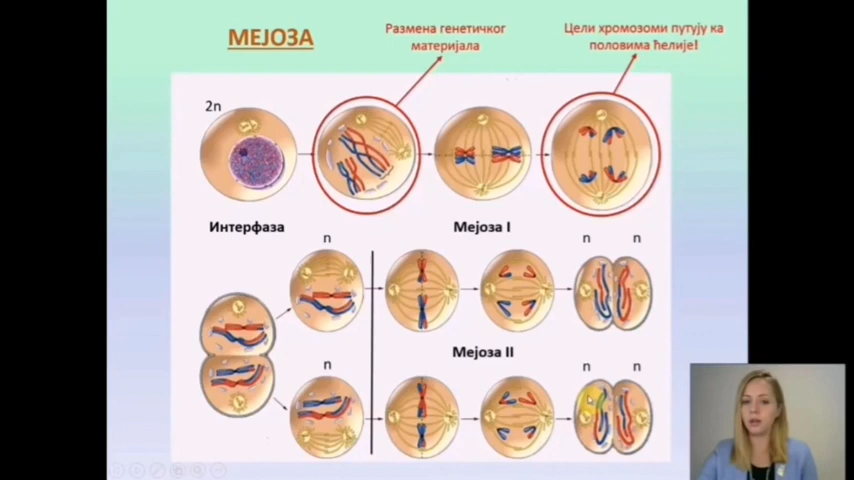 МЕЈОЗА
Размена генетичког
материјала
Цели хромозоми путују ка
половима ћелије!
2n
Интерфаза
Мејоза I
n
n
n
Мејоза II
n
n
n